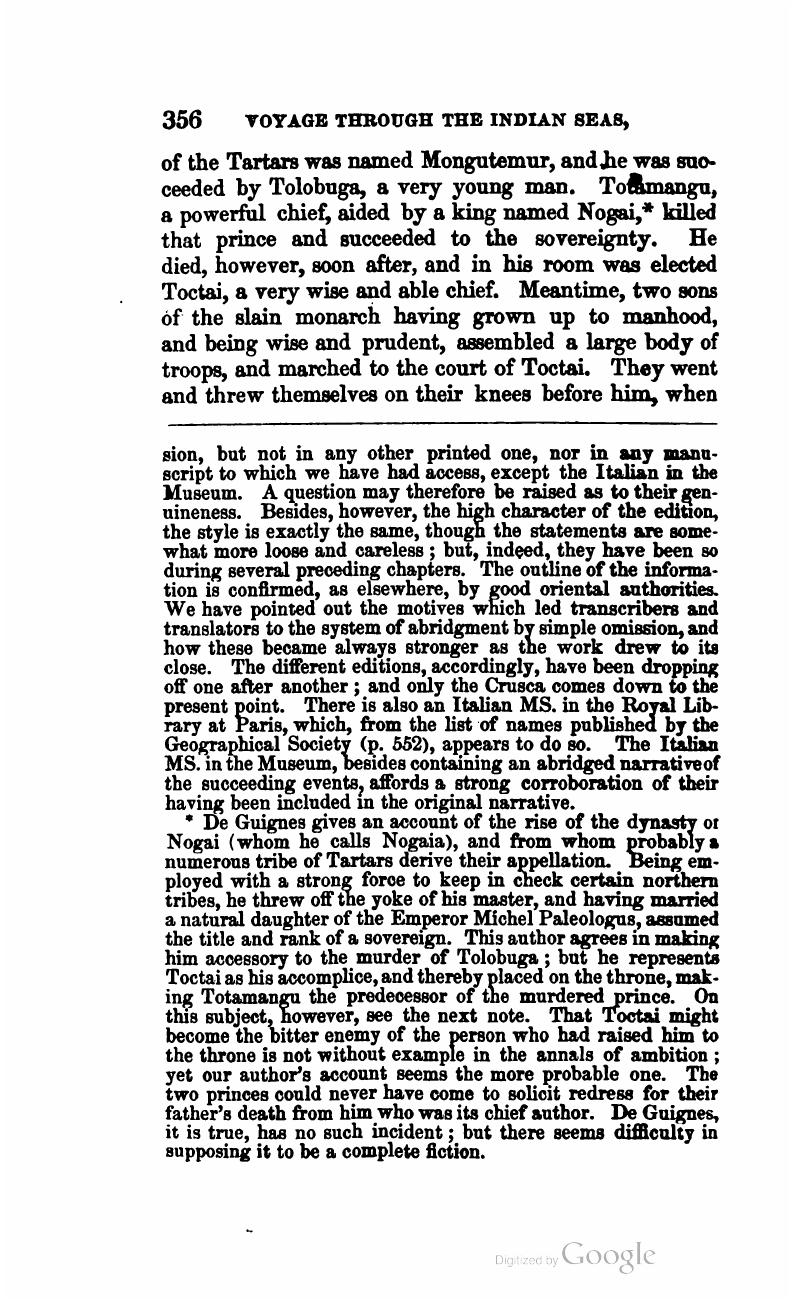 356 VOYAGE THROUGH THE INDIAN SEAS,
of the Tartars was named Mongutemur, and he was suc-
ceeded by Tolobuga, a very young man. Totamangu,
a powerful chief, aided by a king named Nogai,* killed
that prince and succeeded to the sovereignty. He
died, however, soon after, and in his room was elected
Toctai, a very wise and able chief. Meantime, two sons
of the slain monarch having grown up to manhood,
and being wise and prudent, assembled a large body of
troops, and marched to the court of Toctai. They went
and threw themselves on their knees before him, when
sion, but not in any other printed one, nor in any manu-
script to which we have had access, except the Italian in the
Museum. A question may therefore be raised as to their gen-
uineness. Besides, however, the high character of the edition,
the style is exactly the same, though the statements are some-
what more loose and careless; but, indeed, they have been so
during several preceding chapters. The outline of the informa-
tion is confirmed, as elsewhere, by good oriental authorities.
We have pointed out the motives which led transcribers and
translators to the system of abridgment by simple omission, and
how these became always stronger as the work drew to its
close. The different editions, accordingly, have been dropping
off one after another; and only the Crusca comes down to the
present point. There is also an Italian MS. in the Royal Lib-
rary at Paris, which, from the list of names published by the
Geographical Society (p. 552), appears to do so. The Italian
MS. in the Museum, besides containing an abridged narrative of
the succeeding events, affords a strong corroboration of their
having been included in the original narrative.
* De Guignes gives an account of the rise of the dynasty of
Nogai (whom he calls Nogaia), and from whom probably a
numerous tribe of Tartars derive their appellation. Being em-
ployed with a strong force to keep in check certain northern
tribes, he threw off the yoke of his master, and having married
a natural daughter of the Emperor Michel Paleologus, assumed
the title and rank of a sovereign. This author agrees in making
him accessory to the murder of Tolobuga; but he represents
Toctai as his accomplice, and thereby placed on the throne, mak-
ing Totamangu the predecessor of the murdered prince. On
this subject, however, see the next note. That Toctai might
become the bitter enemy of the person who had raised him to
the throne is not without example in the annals of ambition;
yet our author's account seems the more probable one. The
two princes could never have come to solicit redress for their
father's death from him who was its chief author. De Guignes,
it is true, has no such incident; but there seems difficulty in
supposing it to be a complete fiction.
Digitized by Google